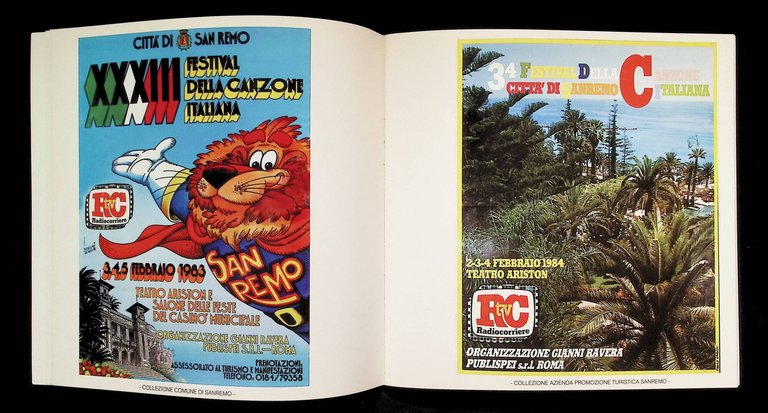 CITTÀ DI SAN REMO
XXXIII FESTIVAL
DELLA CANZONE
ITALIANA
RtvC
Radiocorriere
SAN
REMO
3.4.5 FEBBRAIO 1983
TEATRO ARISTON E
SALONE DELLE FESTE
DEL CASINO' MUNICIPALE
ORGANIZZAZIONE GIANNI RAVERA
PUBLISPEI S.R.L.-ROMA
PRENOTAZIONI:
ASSESSORATO AL TURISMO E MANIFESTAZIONI
TELEFONO: 0184/79358
- COLLEZIONE COMUNE DI SANREMO -
34 FESTIVAL DELLA CANZONE
CITTA' DI SANREMO ITALIANA
2-3-4 FEBBRAIO 1984
TEATRO ARISTON
RtvC
Radiocorriere
ORGANIZZAZIONE GIANNI RAVERA
PUBLISPEI s.r.l. ROMA
- COLLEZIONE AZIENDA PROMOZIONE TURISTICA SANREMO -